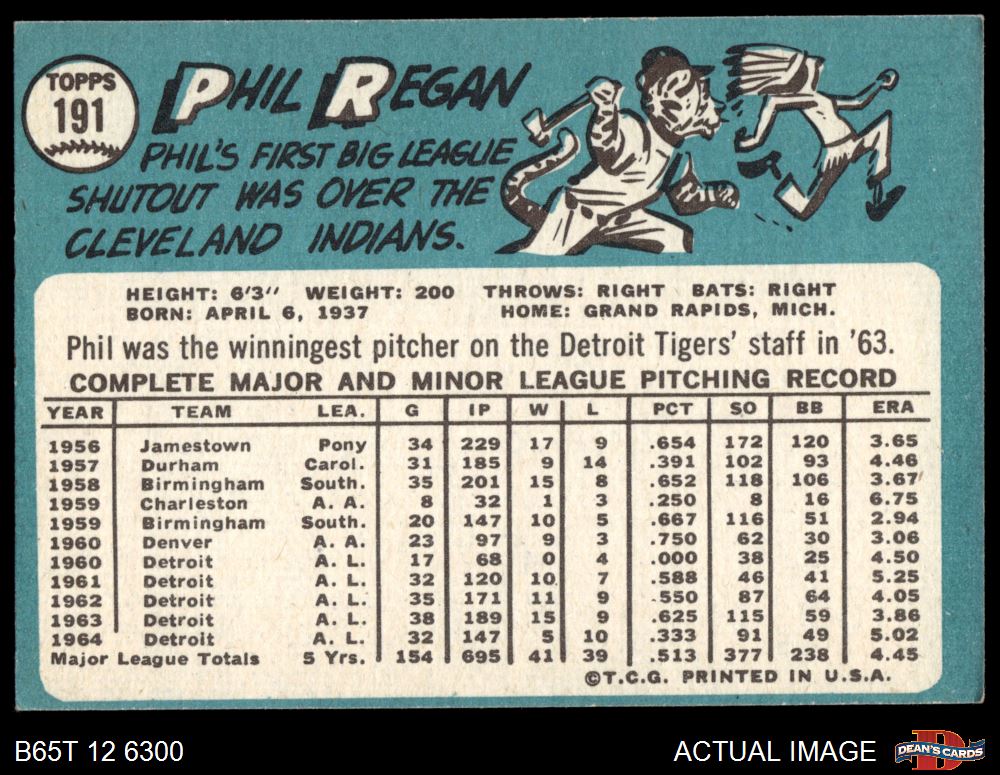 TOPPS
191
PHIL REGAN
PHIL'S FIRST BIG LEAGUE
SHUTOUT WAS OVER THE
CLEVELAND INDIANS.
HEIGHT: 6'3" WEIGHT: 200 THROWS: RIGHT BATS: RIGHT
BORN: APRIL 6, 1937 HOME: GRAND RAPIDS, MICH.
Phil was the winningest pitcher on the Detroit Tigers' staff in '63.
COMPLETE MAJOR AND MINOR LEAGUE PITCHING RECORD
YEAR TEAM LEA. G IP W L PCT SO BB ERA
1956 Jamestown Pony 34 229 17 9 .654 172 120 3.65
1957 Durham Carol. 31 185 9 14 .391 102 93 4.46
1958 Birmingham South. 35 201 15 8 .652 118 106 3.67
1959 Charleston A. A. 8 32 1 3 .250 8 16 6.75
1959 Birmingham South. 20 147 10 5 .667 116 51 2.94
1960 Denver A. A. 23 97 9 3 .750 62 30 3.06
1960 Detroit A. L. 17 68 0 4 .000 38 25 4.50
1961 Detroit A. L. 32 120 10 7 .588 46 41 5.25
1962 Detroit A. L. 35 171 11 9 .550 87 64 4.05
1963 Detroit A. L. 38 189 15 9 .625 115 59 3.86
1964 Detroit A. L. 32 147 5 10 .333 91 49 5.02
Major League Totals 5 Yrs. 154 695 41 39 .513 377 238 4.45
©T.C.G. PRINTED IN U.S.A.
B65T 12 6300 ACTUAL IMAGE DEAN'S CARDS